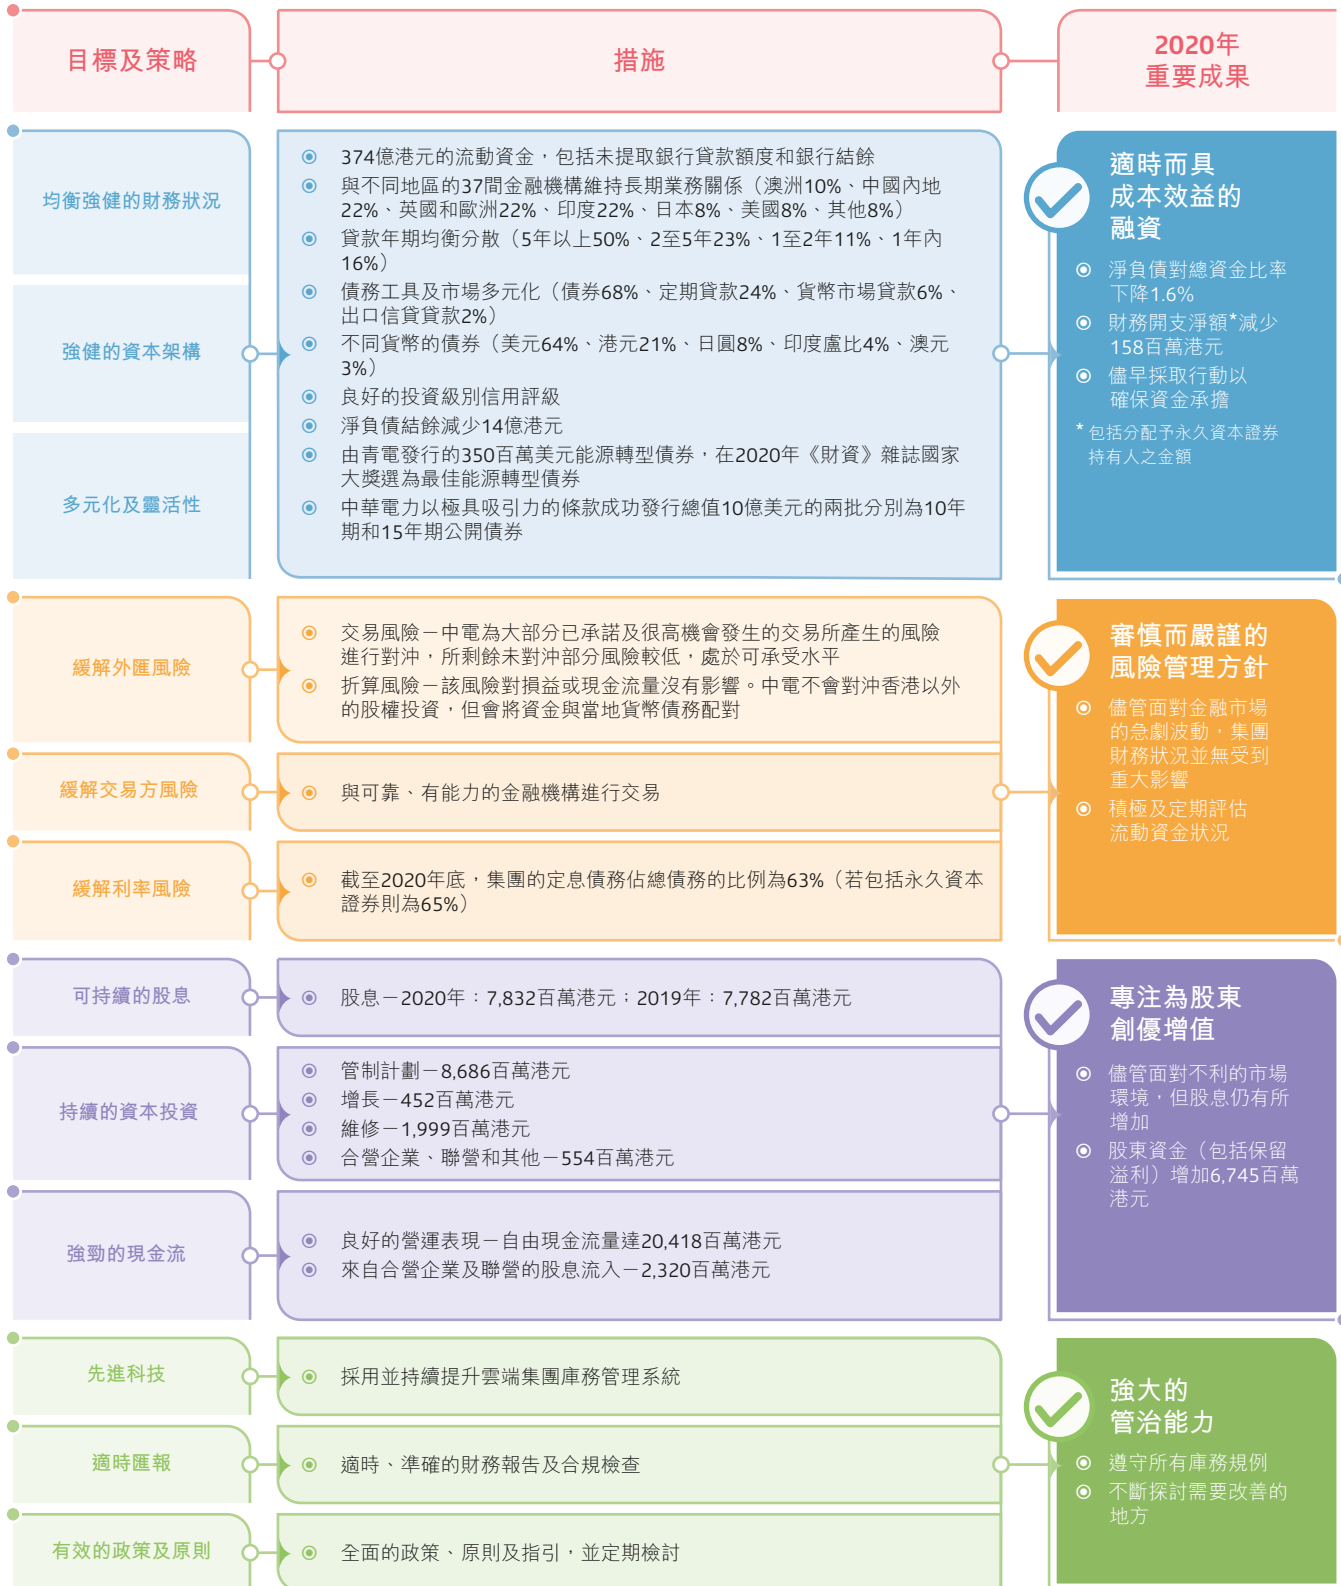 目標及策略
措施
2020年
重要成果
均衡強健的財務狀況
強健的資本架構
多元化及靈活性
374億港元的流動資金，包括未提取銀行貸款額度和銀行結餘
與不同地區的37間金融機構維持長期業務關係（澳洲10%、中國內地
22%、英國和歐洲22%、印度22%、日本8%、美國8%、其他8%）
貸款年期均衡分散（5年以上50%、2至5年23%、1至2年11%、1年內
16%）
債務工具及市場多元化（債券68%、定期貸款24%、貨幣市場貸款6%、
出口信貸貸款2%）
不同貨幣的債券（美元64%、港元21%、日圓8%、印度盧比4%、澳元
3%）
良好的投資級別信用評級
淨負債結餘減少14億港元
由青電發行的350百萬美元能源轉型債券，在2020年《財資》雜誌國家
大獎選為最佳能源轉型債券
中華電力以極具吸引力的條款成功發行總值10億美元的兩批分別為10年
期和15年期公開債券
適時而具
成本效益的
融資
淨負債對總資金比率
下降1.6%
財務開支淨額*減少
158百萬港元
儘早採取行動以
確保資金承擔
* 包括分配予永久資本證券
持有人之金額
緩解外匯風險
交易風險－中電為大部分已承諾及很高機會發生的交易所產生的風險
進行對沖，所剩餘未對沖部分風險較低，處於可承受水平
折算風險－該風險對損益或現金流量沒有影響。中電不會對沖香港以外
的股權投資，但會將資金與當地貨幣債務配對
緩解交易方風險
與可靠、有能力的金融機構進行交易
緩解利率風險
截至2020年底，集團的定息債務佔總債務的比例為63%（若包括永久資本
證券則為65%）
審慎而嚴謹的
風險管理方針
儘管面對金融市場
的急劇波動，集團
財務狀況並無受到
重大影響
積極及定期評估
流動資金狀況
可持續的股息
股息－2020年：7,832百萬港元；2019年：7,782百萬港元
持續的資本投資
管制計劃－8,686百萬港元
增長－452百萬港元
維修－1,999百萬港元
合營企業、聯營和其他－554百萬港元
強勁的現金流
良好的營運表現－自由現金流量達20,418百萬港元
來自合營企業及聯營的股息流入－2,320百萬港元
專注為股東
創優增值
儘管面對不利的市場
環境，但股息仍有所
增加
股東資金（包括保留
溢利）增加6,745百萬
港元
先進科技
採用並持續提升雲端集團庫務管理系統
適時匯報
適時、準確的財務報告及合規檢查
有效的政策及原則
全面的政策、原則及指引，並定期檢討
強大的
管治能力
遵守所有庫務規例
不斷探討需要改善的
地方